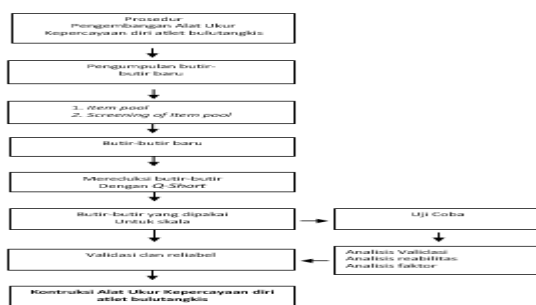 Prosedur
Pengembangan Alat Ukur
Kepercayaan diri atlet bulutangkis
Pengumpulan butir-
butir baru
1. Item pool
2. Screening of Item pool
Butir-butir baru
Mereduksi butir-butir
Dengan Q-Short
Butir-butir yang dipakai
Untuk skala
Uji Coba
Validasi dan reliabel
Analisis Validasi
Analisis reabilitas
Analisis faktor
Kontruksi Alat Ukur Kepercayaan diri
atlet bulutangkis